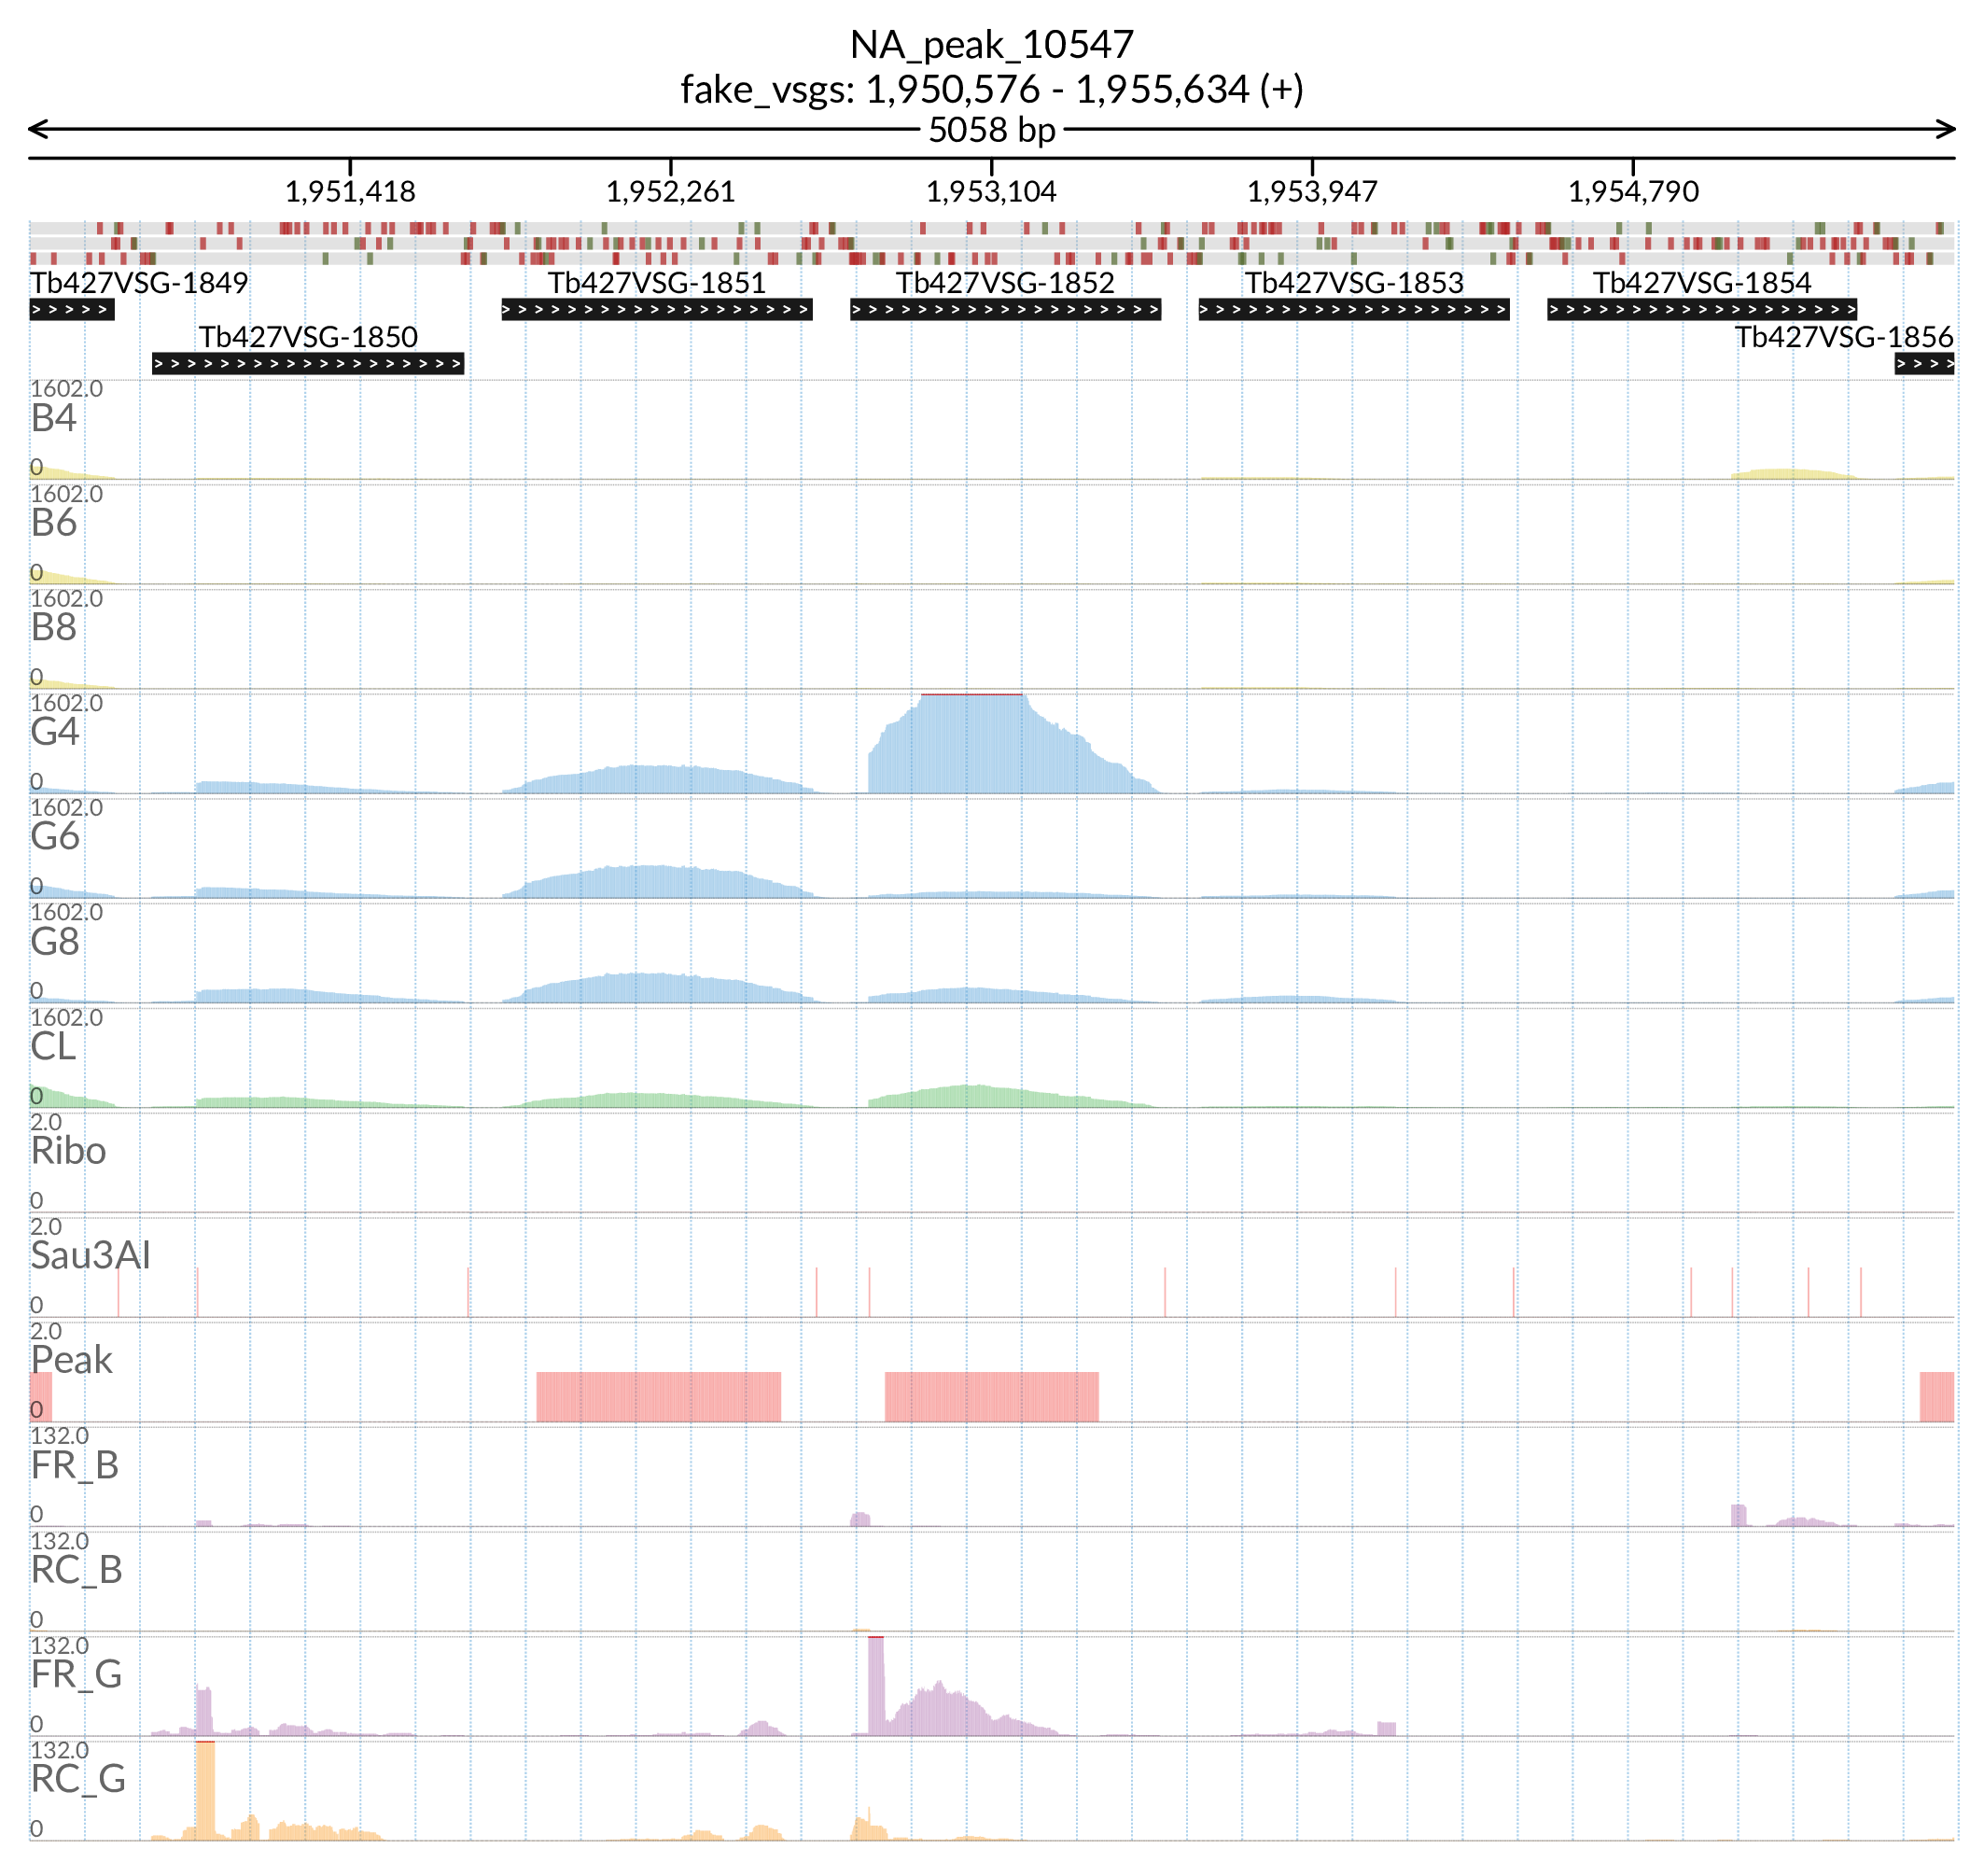 NA_peak_10547
fake_vsgs: 1,950,576 - 1,955,634 (+)
5058 bp
1,951,418 1,952,261 1,953,104 1,953,947 1,954,790
Tb427VSG-1849 Tb427VSG-1851 Tb427VSG-1852 Tb427VSG-1853 Tb427VSG-1854
Tb427VSG-1850 Tb427VSG-1856
1602.0
B4
0
1602.0
B6
0
1602.0
B8
0
1602.0
G4
0
1602.0
G6
0
1602.0
G8
0
1602.0
CL
0
2.0
Ribo
0
2.0
Sau3AI
0
2.0
Peak
0
132.0
FR_B
0
132.0
RC_B
0
132.0
FR_G
0
132.0
RC_G
0